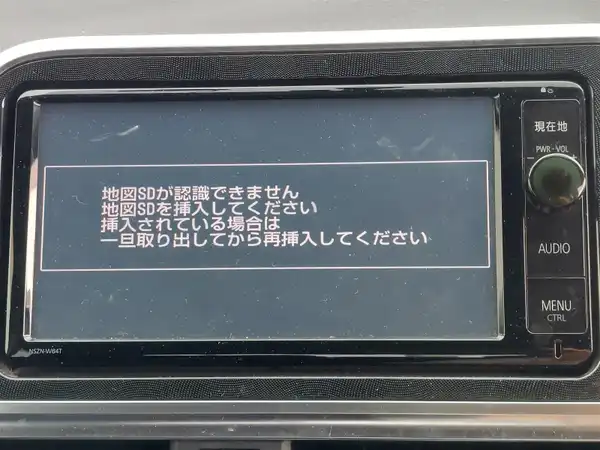 地図SDが認識できません
地図SDを挿入してください
挿入されている場合は
一旦取り出してから再挿入してください
現在地
PWR・VOL
AUDIO
MENU
CTRL
NSZN-W64T